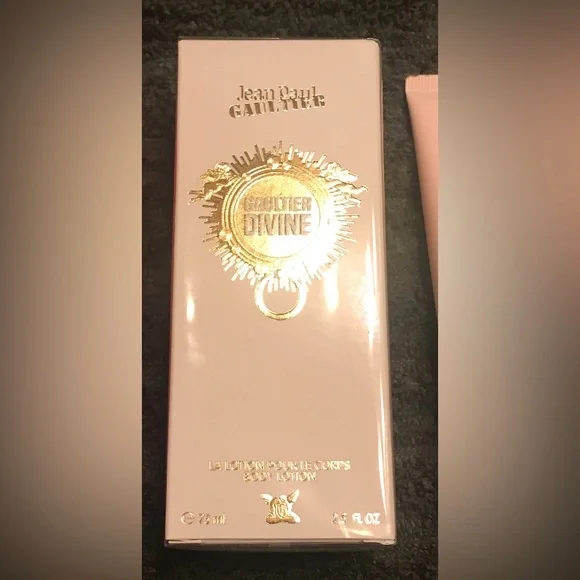 Jean Paul
GAULTIER
GAULTIER
DIVINE
LA LOTION POUR LE CORPS
BODY LOTION
75 ml 2.5 FL OZ